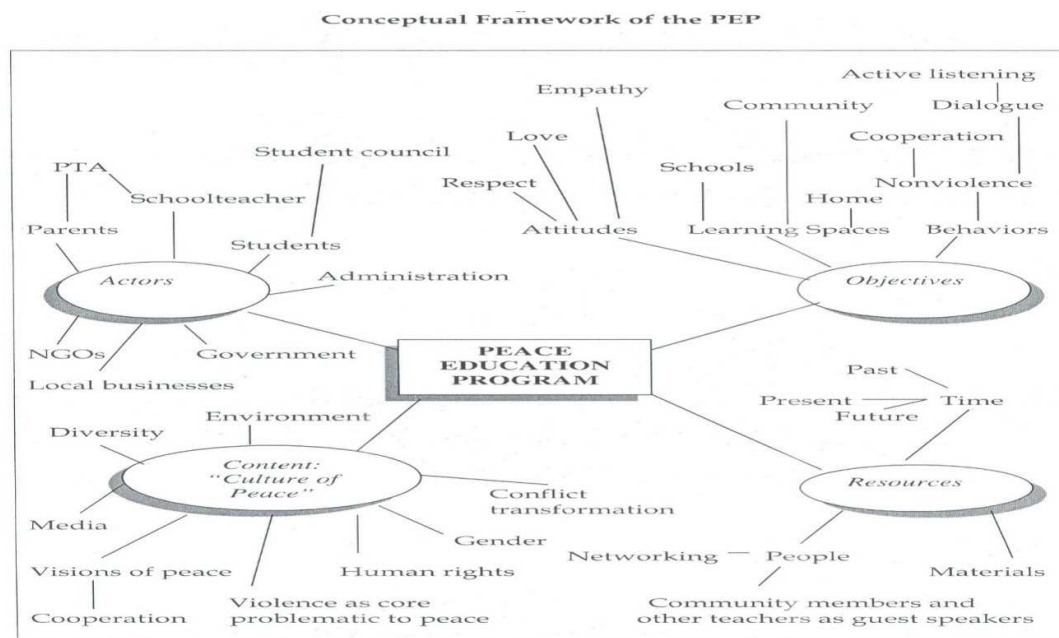 Conceptual Framework of the PEP
Active listening
Empathy
Community
Dialogue
Love
Cooperation
Student council
PTA
Schools
Respect
Nonviolence
Schoolteacher
Home
Parents
Attitudes
Learning Spaces
Behaviors
Students
Actors
Administration
Objectives
NGOs
Government
PEACE
EDUCATION
PROGRAM
Local businesses
Past
Present
Time
Future
Environment
Diversity
Content:
"Culture of
Peace"
Resources
Conflict
transformation
Media
Gender
Networking
People
Visions of peace
Human rights
Materials
Cooperation
Violence as core
problematic to peace
Community members and
other teachers as guest speakers